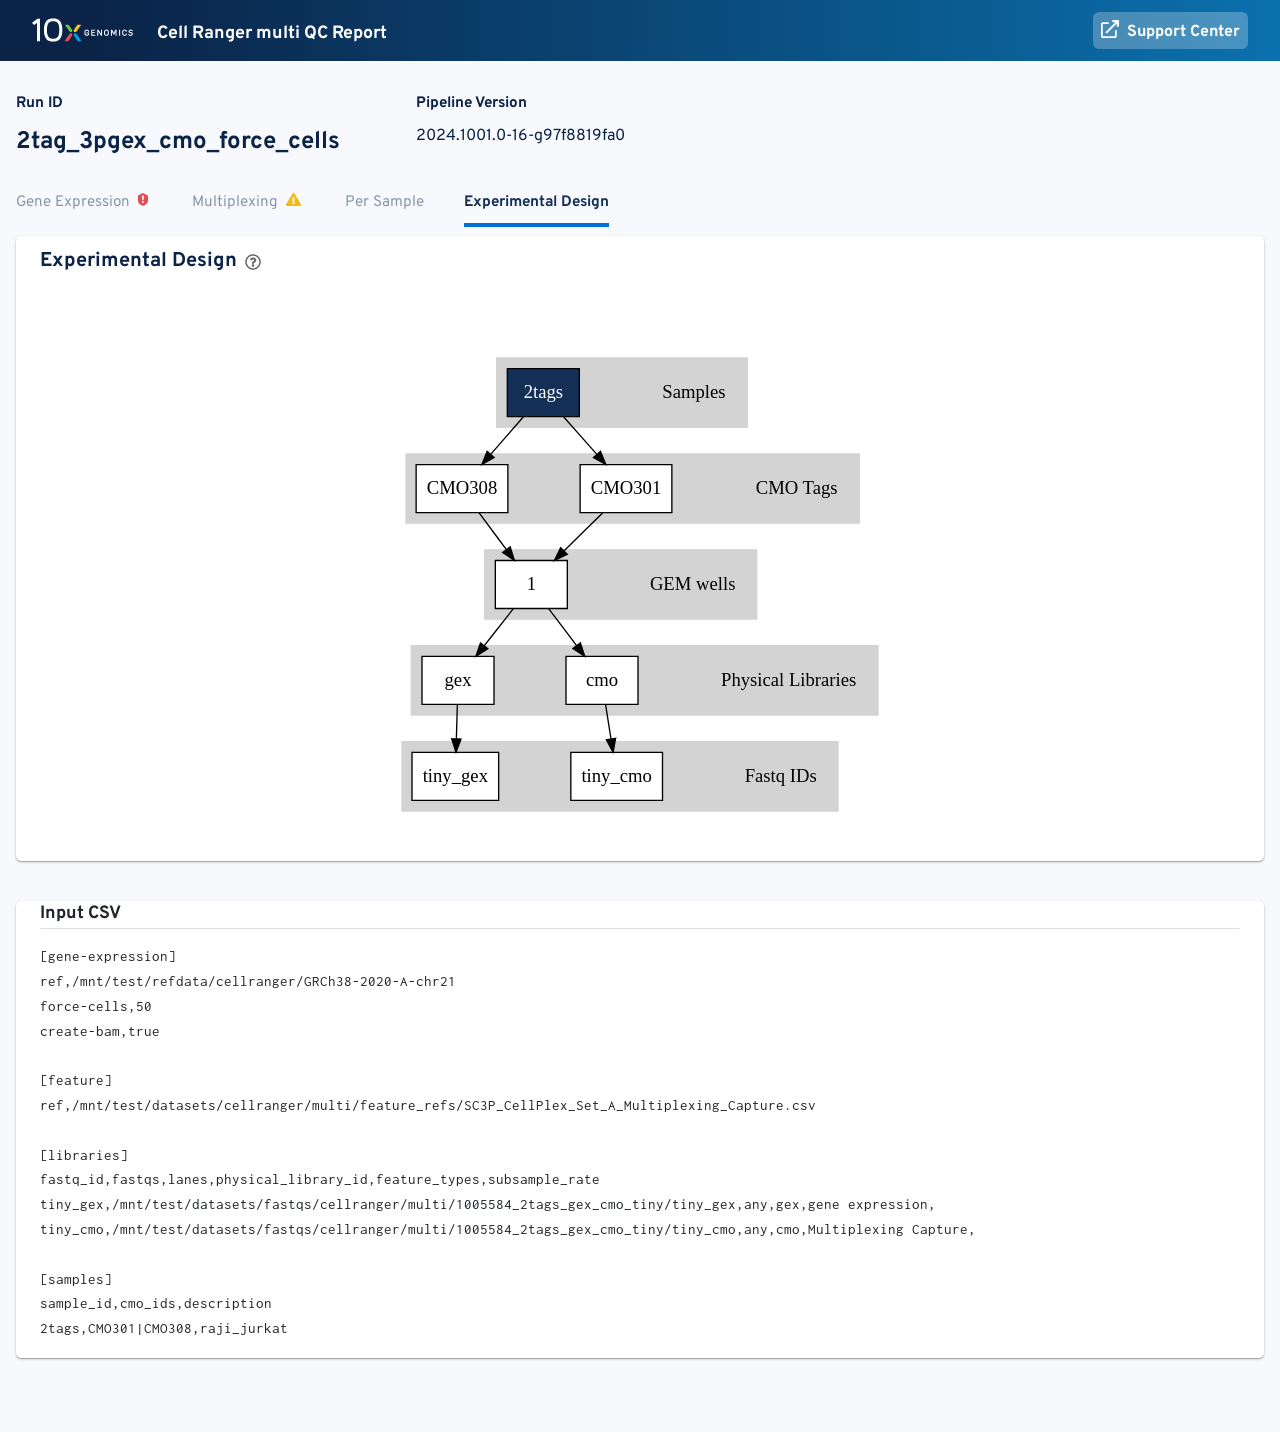 10x GENOMICS Cell Ranger multi QC Report Support Center
Run ID Pipeline Version
2tag_3pgex_cmo_force_cells 2024.1001.0-16-g97f8819fa0
Gene Expression Multiplexing Per Sample Experimental Design
Experimental Design
2tags Samples
CMO308 CMO301 CMO Tags
1 GEM wells
gex cmo Physical Libraries
tiny_gex tiny_cmo Fastq IDs
Input CSV
[gene-expression]
ref,/mnt/test/refdata/cellranger/GRCh38-2020-A-chr21
force-cells,50
create-bam,true
[feature]
ref,/mnt/test/datasets/cellranger/multi/feature_refs/SC3P_CellPlex_Set_A_Multiplexing_Capture.csv
[libraries]
fastq_id,fastqs,lanes,physical_library_id,feature_types,subsample_rate
tiny_gex,/mnt/test/datasets/fastqs/cellranger/multi/1005584_2tags_gex_cmo_tiny/tiny_gex,any,gex,gene expression,
tiny_cmo,/mnt/test/datasets/fastqs/cellranger/multi/1005584_2tags_gex_cmo_tiny/tiny_cmo,any,cmo,Multiplexing Capture,
[samples]
sample_id,cmo_ids,description
2tags,CMO301|CMO308,raji_jurkat